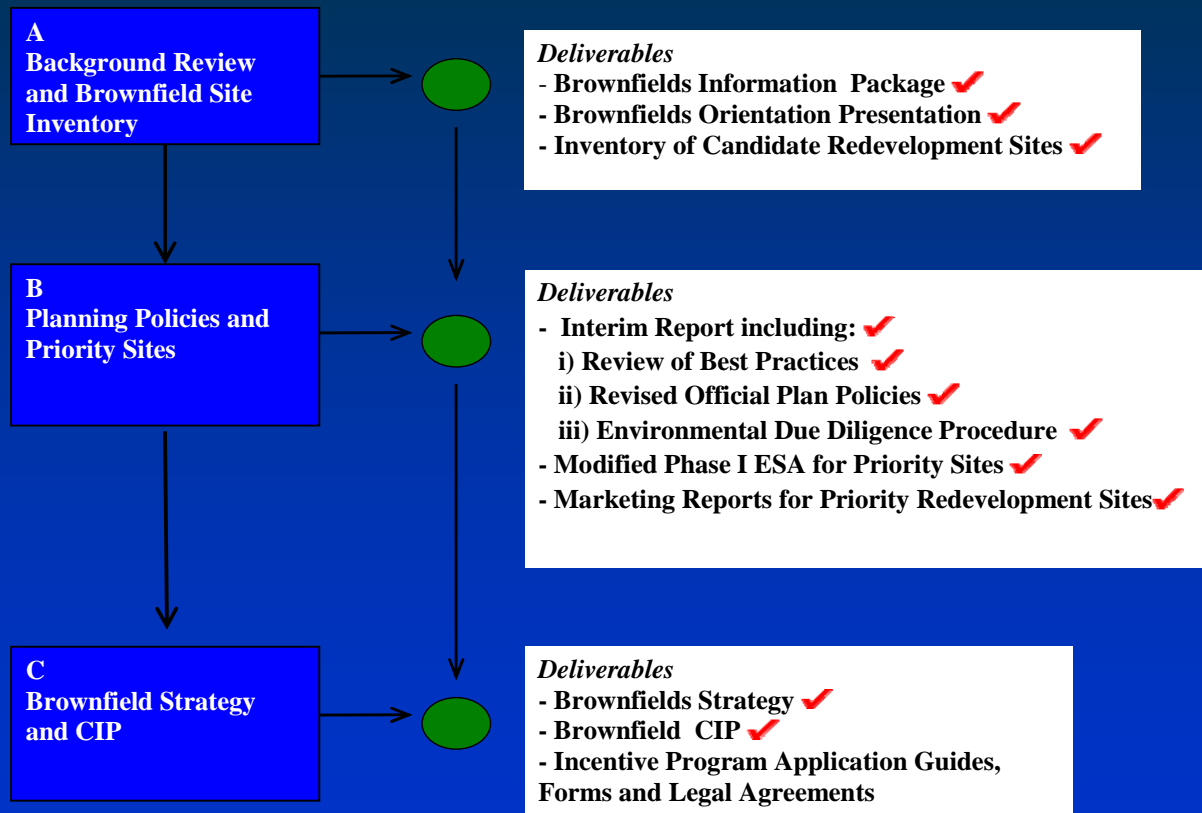 A
Background Review
and Brownfield Site
Inventory
Deliverables
- Brownfields Information Package ✓
- Brownfields Orientation Presentation ✓
- Inventory of Candidate Redevelopment Sites ✓
B
Planning Policies and
Priority Sites
Deliverables
- Interim Report including: ✓
i) Review of Best Practices ✓
ii) Revised Official Plan Policies ✓
iii) Environmental Due Diligence Procedure ✓
- Modified Phase I ESA for Priority Sites ✓
- Marketing Reports for Priority Redevelopment Sites ✓
C
Brownfield Strategy
and CIP
Deliverables
- Brownfields Strategy ✓
- Brownfield CIP ✓
- Incentive Program Application Guides,
Forms and Legal Agreements